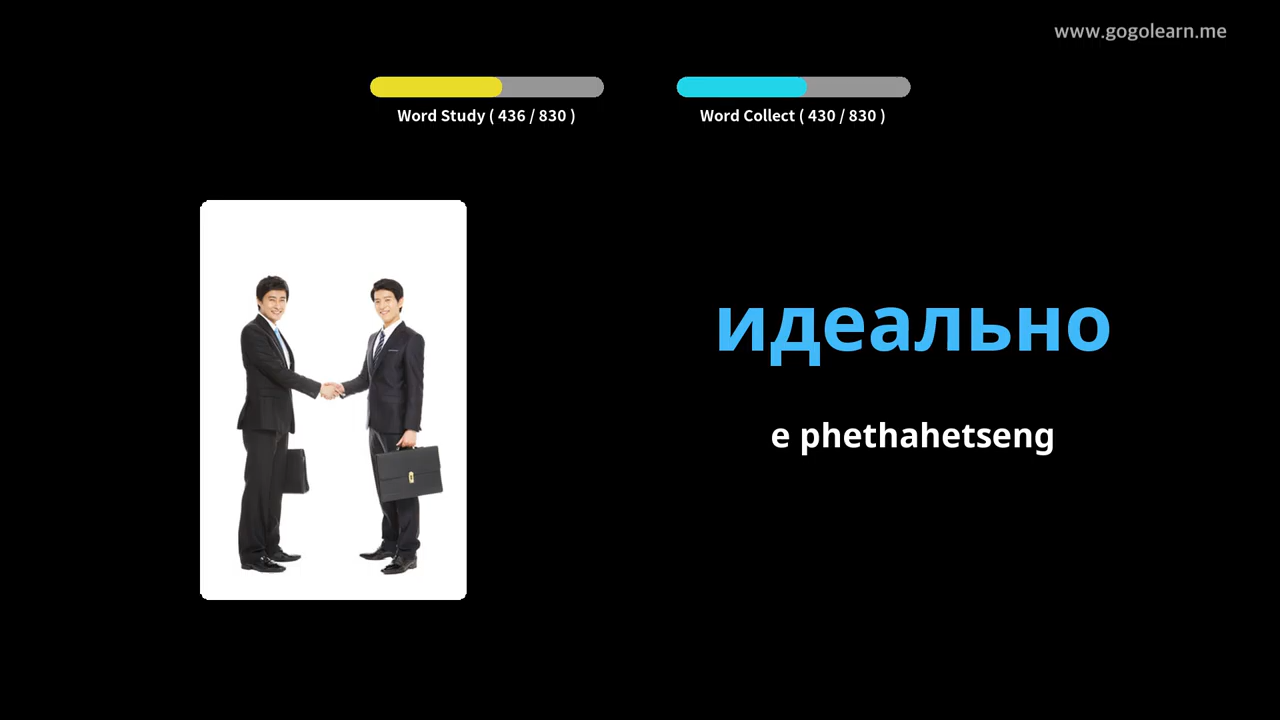 www.gogolearn.me
Word Study ( 436 / 830 )
Word Collect ( 430 / 830 )
идеально
e phethahetseng